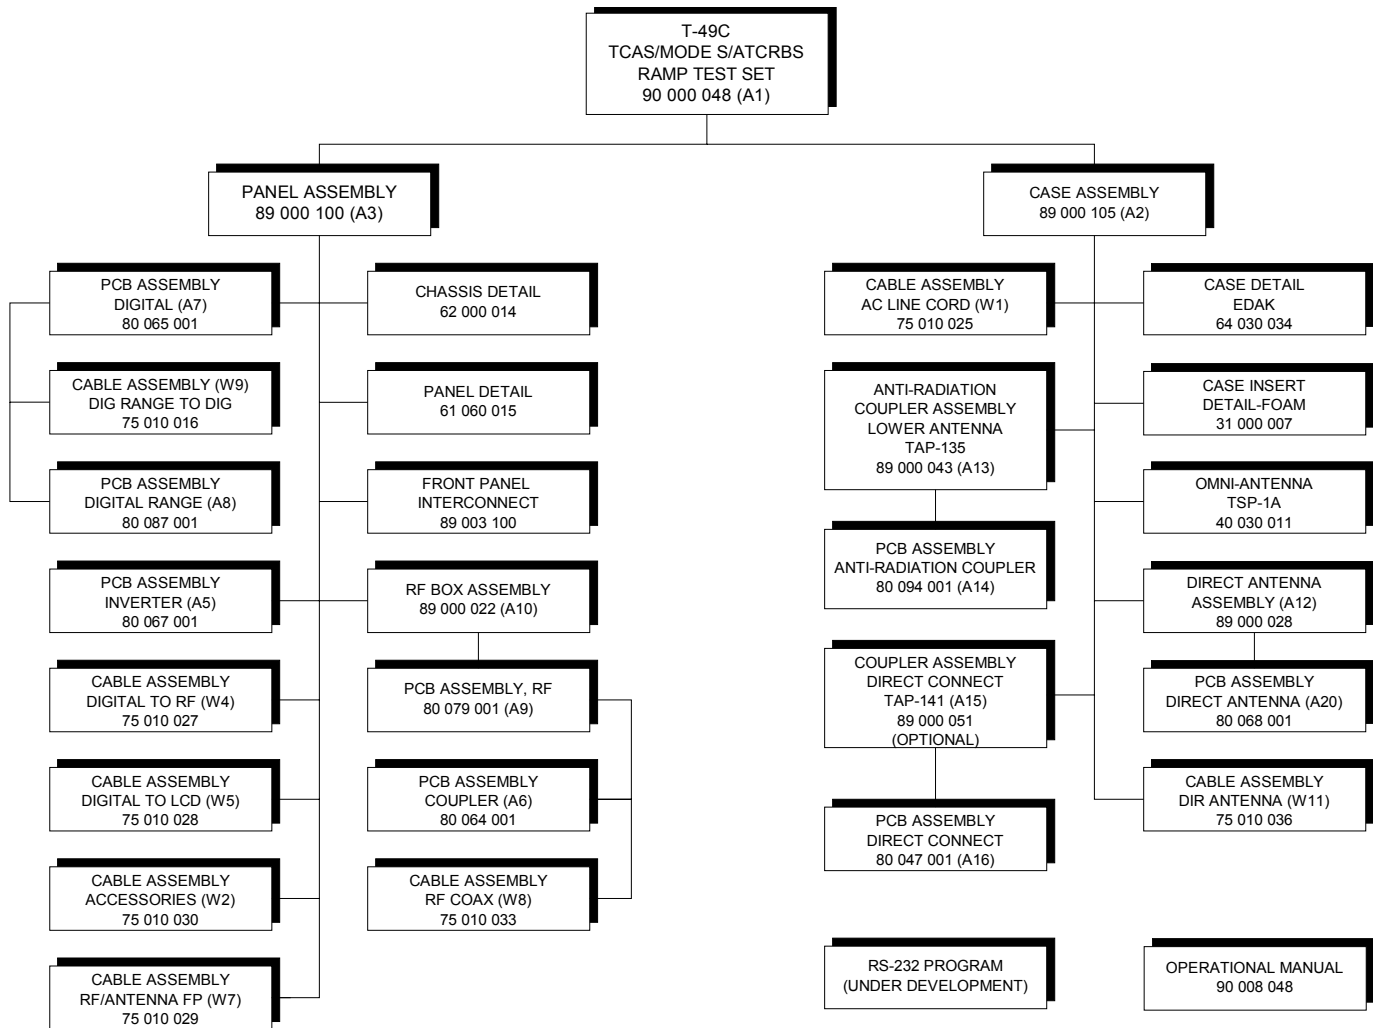 T-49C
TCAS/MODE S/ATCRBS
RAMP TEST SET
90 000 048 (A1)
PANEL ASSEMBLY
89 000 100 (A3)
CASE ASSEMBLY
89 000 105 (A2)
PCB ASSEMBLY
DIGITAL (A7)
80 065 001
CABLE ASSEMBLY (W9)
DIG RANGE TO DIG
75 010 016
PCB ASSEMBLY
DIGITAL RANGE (A8)
80 087 001
PCB ASSEMBLY
INVERTER (A5)
80 067 001
CABLE ASSEMBLY
DIGITAL TO RF (W4)
75 010 027
CABLE ASSEMBLY
DIGITAL TO LCD (W5)
75 010 028
CABLE ASSEMBLY
ACCESSORIES (W2)
75 010 030
CABLE ASSEMBLY
RF/ANTENNA FP (W7)
75 010 029
CHASSIS DETAIL
62 000 014
PANEL DETAIL
61 060 015
FRONT PANEL
INTERCONNECT
89 003 100
RF BOX ASSEMBLY
89 000 022 (A10)
PCB ASSEMBLY, RF
80 079 001 (A9)
PCB ASSEMBLY
COUPLER (A6)
80 064 001
CABLE ASSEMBLY
RF COAX (W8)
75 010 033
CABLE ASSEMBLY
AC LINE CORD (W1)
75 010 025
ANTI-RADIATION
COUPLER ASSEMBLY
LOWER ANTENNA
TAP-135
89 000 043 (A13)
PCB ASSEMBLY
ANTI-RADIATION COUPLER
80 094 001 (A14)
COUPLER ASSEMBLY
DIRECT CONNECT
TAP-141 (A15)
89 000 051
(OPTIONAL)
PCB ASSEMBLY
DIRECT CONNECT
80 047 001 (A16)
RS-232 PROGRAM
(UNDER DEVELOPMENT)
CASE DETAIL
EDAK
64 030 034
CASE INSERT
DETAIL-FOAM
31 000 007
OMNI-ANTENNA
TSP-1A
40 030 011
DIRECT ANTENNA
ASSEMBLY (A12)
89 000 028
PCB ASSEMBLY
DIRECT ANTENNA (A20)
80 068 001
CABLE ASSEMBLY
DIR ANTENNA (W11)
75 010 036
OPERATIONAL MANUAL
90 008 048